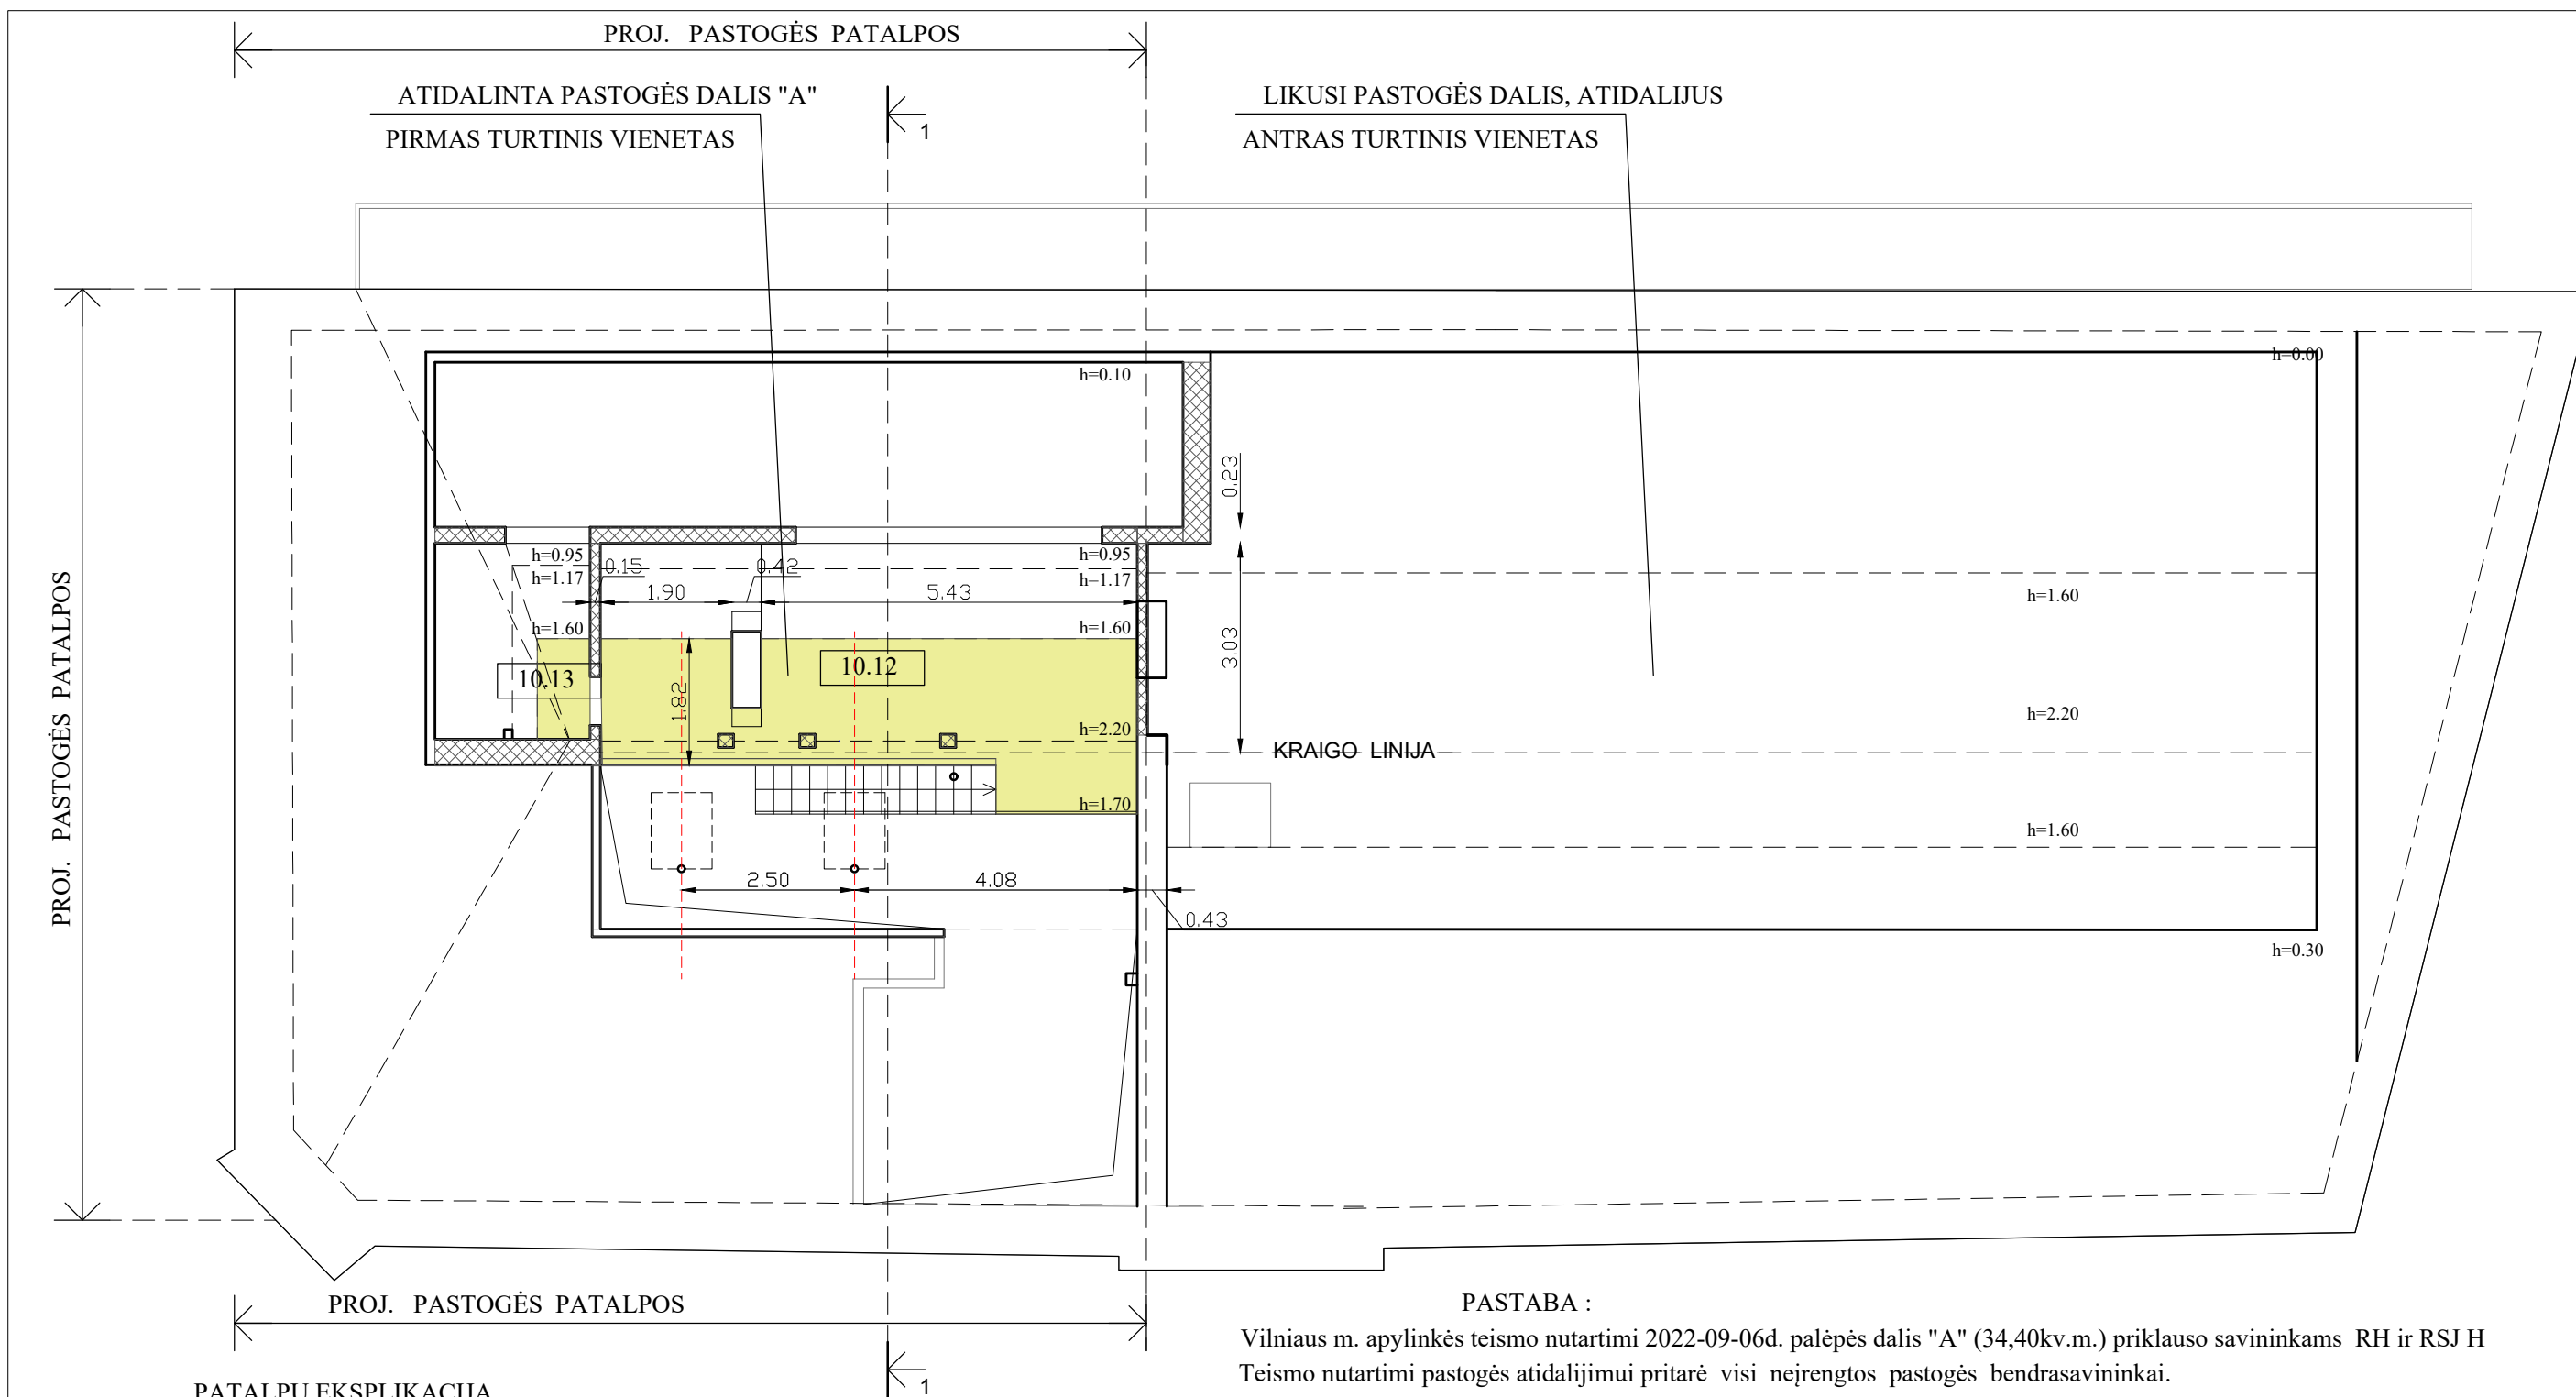 PROJ. PASTOGĖS PATALPOS
ATIDALINTA PASTOGĖS DALIS "A"
PIRMAS TURTINIS VIENETAS
1
LIKUSI PASTOGĖS DALIS, ATIDALIJUS
ANTRAS TURTINIS VIENETAS
h=0.00
h=0.10
0.23
h=0.95
h=0.95
h=1.17
0.15
0.42
h=1.17
1.90
5.43
h=1.60
h=1.60
h=1.60
3.03
10.13
10.12
1.82
h=2.20
h=2.20
KRAIGO LINIJA
h=1.70
h=1.60
2.50
4.08
0.43
h=0.30
PROJ. PASTOGĖS PATALPOS
PROJ. PASTOGĖS PATALPOS
PASTABA :
Vilniaus m. apylinkės teismo nutartimi 2022-09-06d. palėpės dalis "A" (34,40kv.m.) priklauso savininkams RH ir RSJ H
Teismo nutartimi pastogės atidalijimui pritarė visi neįrengtos pastogės bendrasavininkai.
1
PATALPU EKSPLIKACIJA